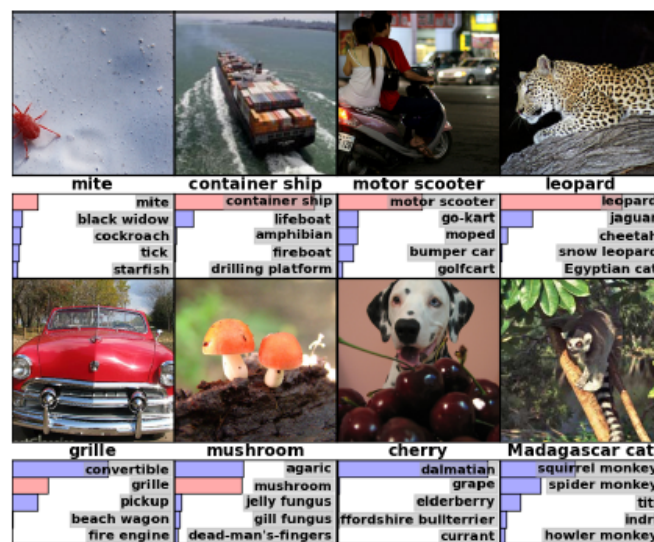 mite
container ship
motor scooter
leopard
mite
black widow
cockroach
tick
starfish
container ship
lifeboat
amphibian
fireboat
drilling platform
motor scooter
go-kart
moped
bumper car
golfcart
leopard
jaguar
cheetah
snow leopard
Egyptian cat
grille
mushroom
cherry
Madagascar cat
convertible
grille
pickup
beach wagon
fire engine
agaric
mushroom
jelly fungus
gill fungus
dead-man's-fingers
dalmatian
grape
elderberry
ffordshire bullterrier
currant
squirrel monkey
spider monkey
titi
indri
howler monkey